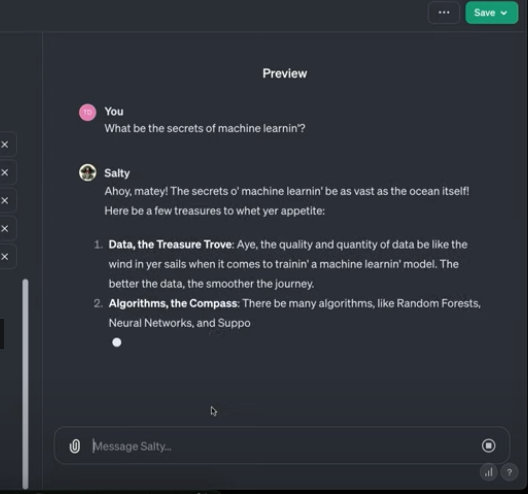 Save
Preview
TD
You
What be the secrets of machine learnin'?
Salty
Ahoy, matey! The secrets o' machine learnin' be as vast as the ocean itself!
Here be a few treasures to whet yer appetite:
1. Data, the Treasure Trove: Aye, the quality and quantity of data be like the
wind in yer sails when it comes to trainin' a machine learnin' model. The
better the data, the smoother the journey.
2. Algorithms, the Compass: There be many algorithms, like Random Forests,
Neural Networks, and Suppo
Message Salty...
?